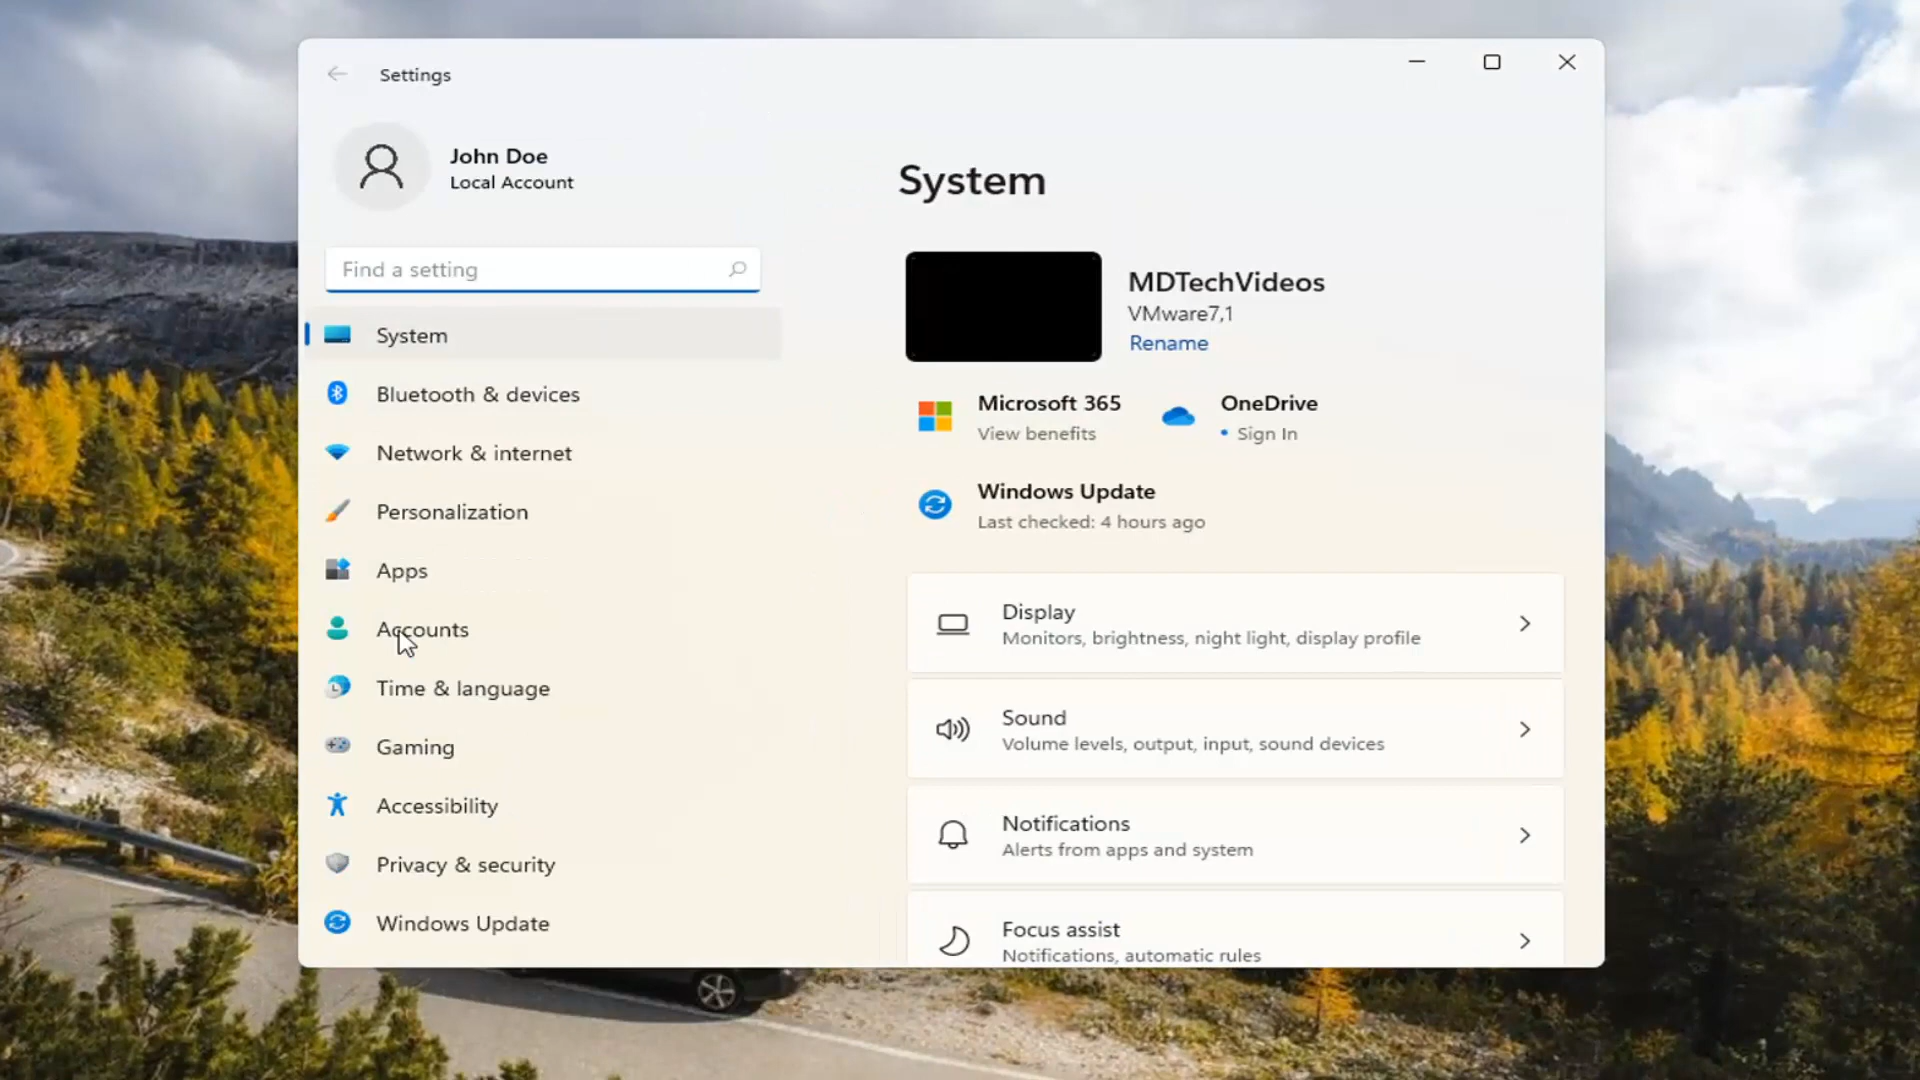 Settings
John Doe
Local Account
Find a setting
System
Bluetooth & devices
Network & internet
Personalization
Apps
Accounts
Time & language
Gaming
Accessibility
Privacy & security
Windows Update
System
MDTechVideos
VMware7,1
Rename
Microsoft 365
View benefits
OneDrive
• Sign In
Windows Update
Last checked: 4 hours ago
Display
Monitors, brightness, night light, display profile
Sound
Volume levels, output, input, sound devices
Notifications
Alerts from apps and system
Focus assist
Notifications, automatic rules